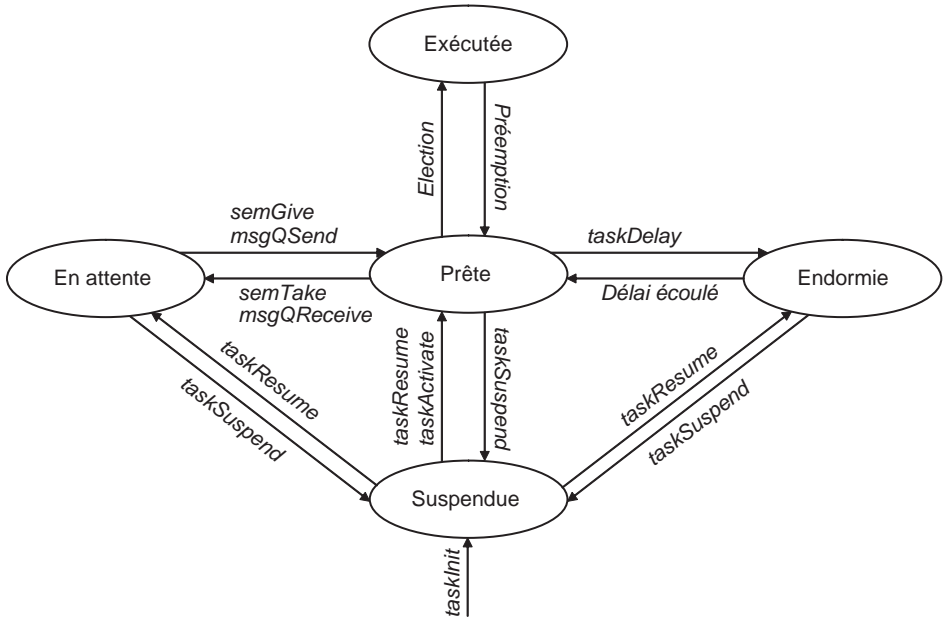 Exécutée
Election
Préemption
semGive
msgQSend
taskDelay
En attente
Prête
Endormie
semTake
msgQReceive
Délai écoulé
taskResume
taskSuspend
taskResume
taskActivate
taskSuspend
taskResume
taskSuspend
Suspendue
taskInit